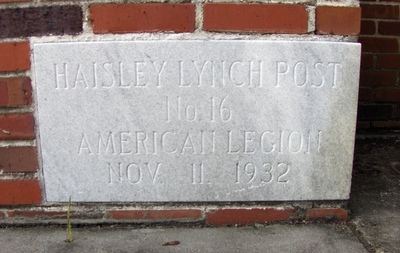 HAISLEY LYNCH POST
No. 16
AMERICAN LEGION
NOV. 11 1932